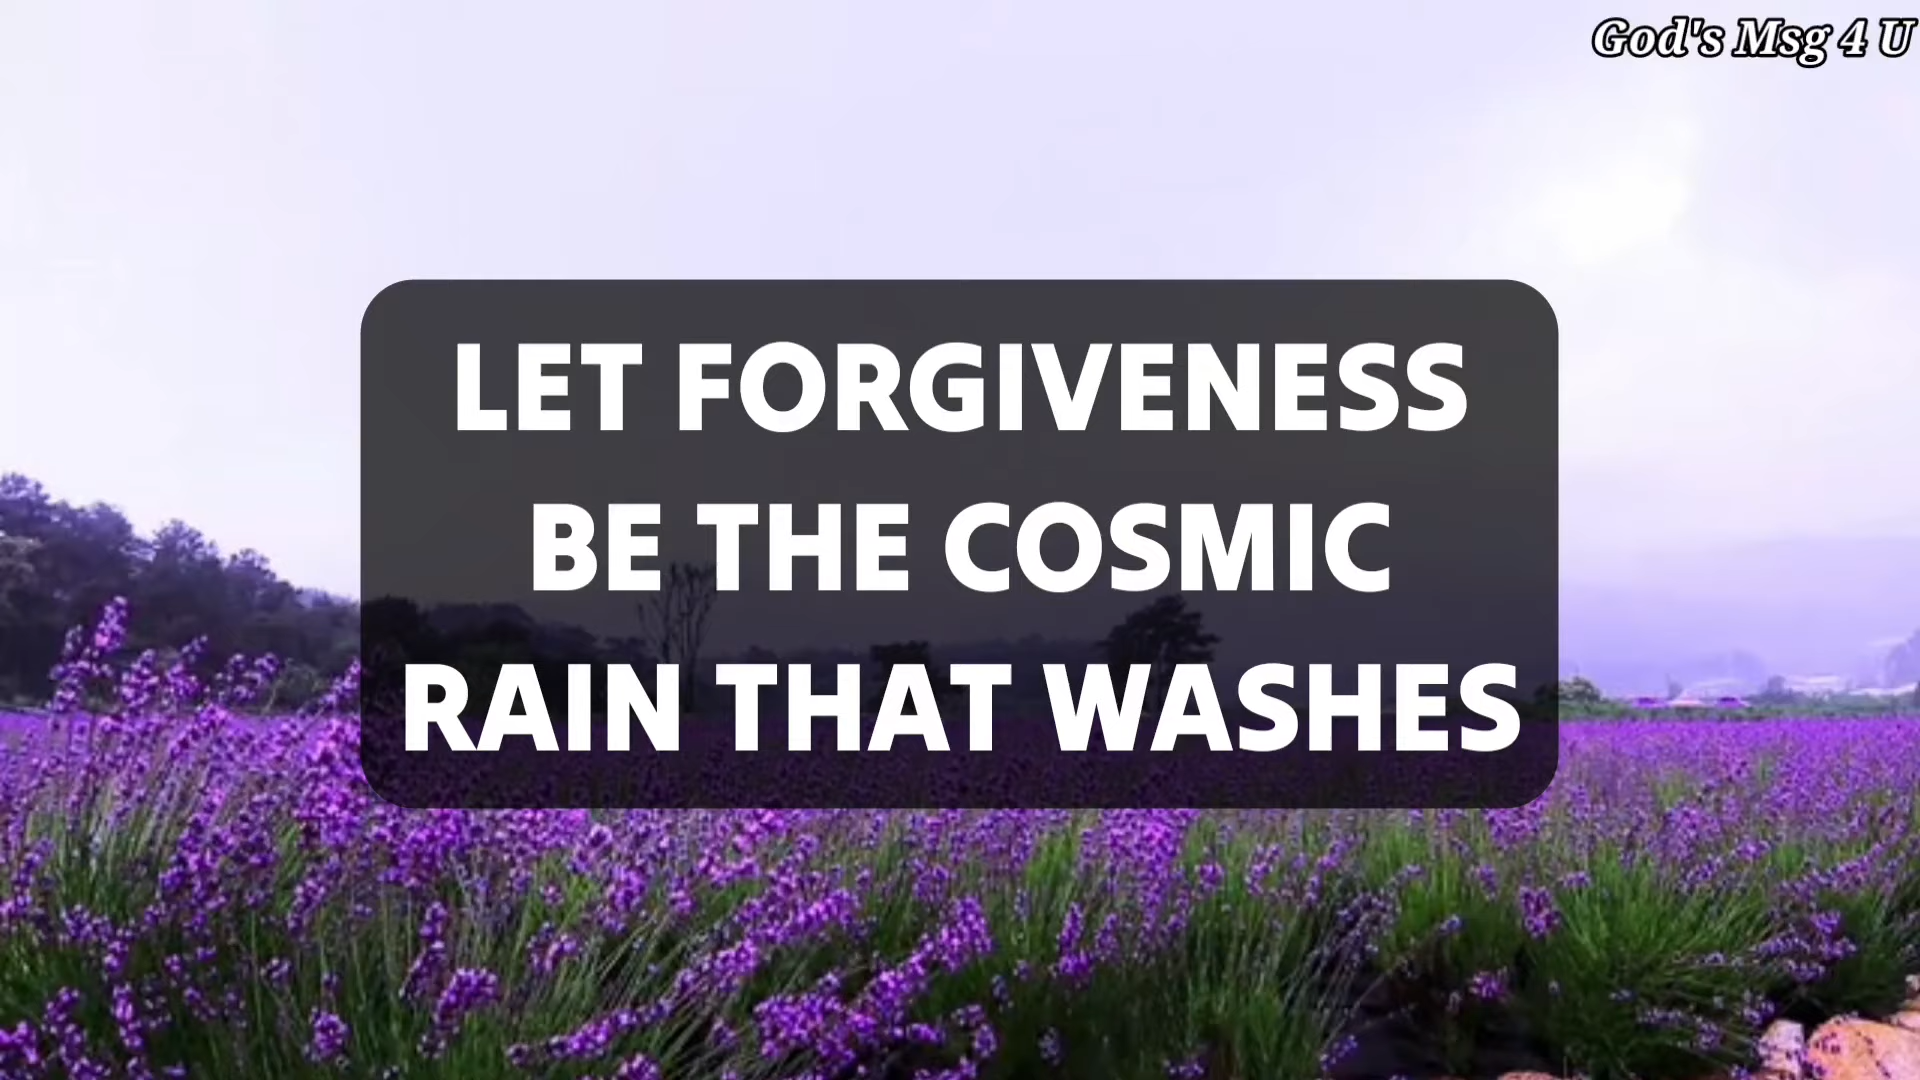 God's Msg 4 U
LET FORGIVENESS
BE THE COSMIC
RAIN THAT WASHES